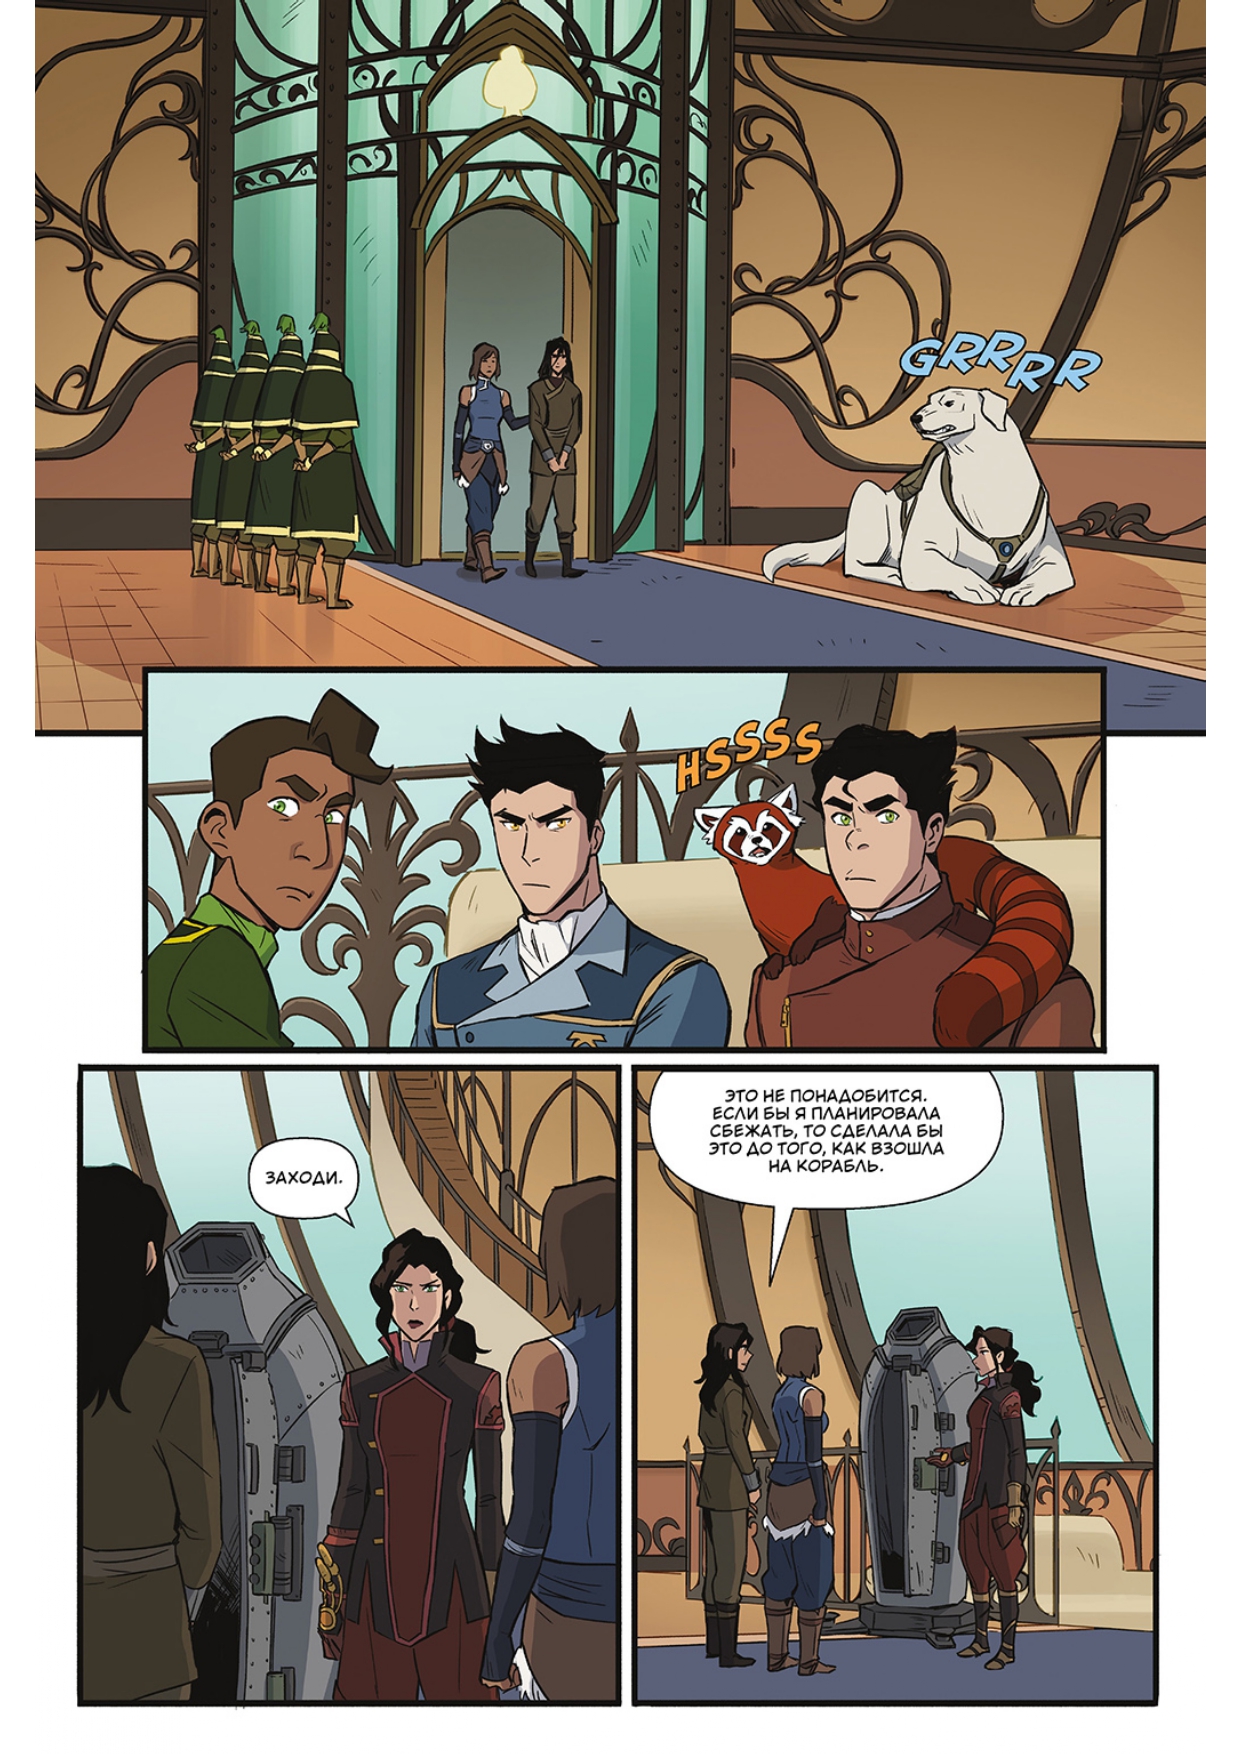 GRRRR
HSSSS
ЗАХОДИ.
ЭТО НЕ ПОНАДОБИТСЯ.
ЕСЛИ БЫ Я ПЛАНИРОВАЛА
СБЕЖАТЬ, ТО СДЕЛАЛА БЫ
ЭТО ДО ТОГО, КАК ВЗОШЛА
НА КОРАБЛЬ.